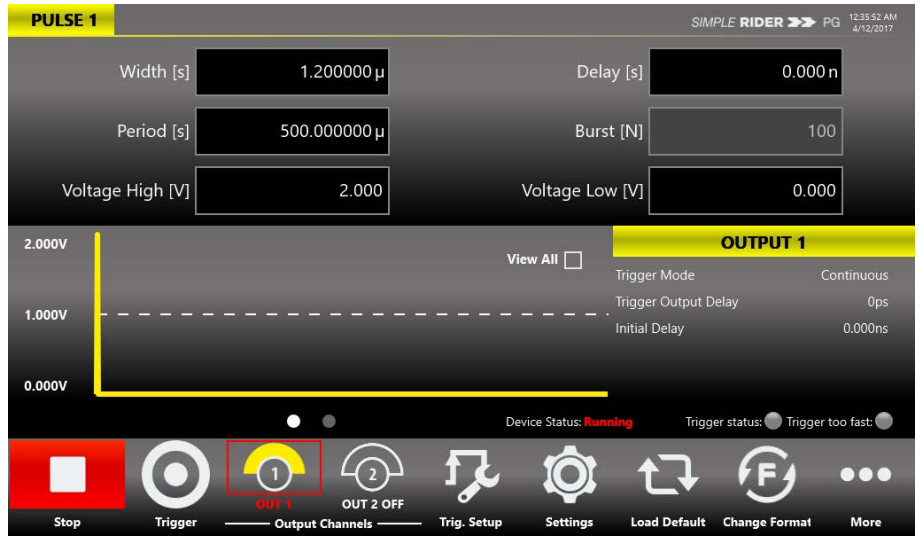 PULSE 1
SIMPLE RIDER PG 12:35:52 AM
4/12/2017
Width [s] 1.200000 µ Delay [s] 0.000 n
Period [s] 500.000000 µ Burst [N] 100
Voltage High [V] 2.000 Voltage Low [V] 0.000
2.000V
1.000V
0.000V
View All
OUTPUT 1
Trigger Mode Continuous
Trigger Output Delay 0ps
Initial Delay 0.000ns
Device Status: Running Trigger status: Trigger too fast:
1 2 F
OUT 1 OUT 2 OFF
Stop Trigger Output Channels Trig. Setup Settings Load Default Change Format More